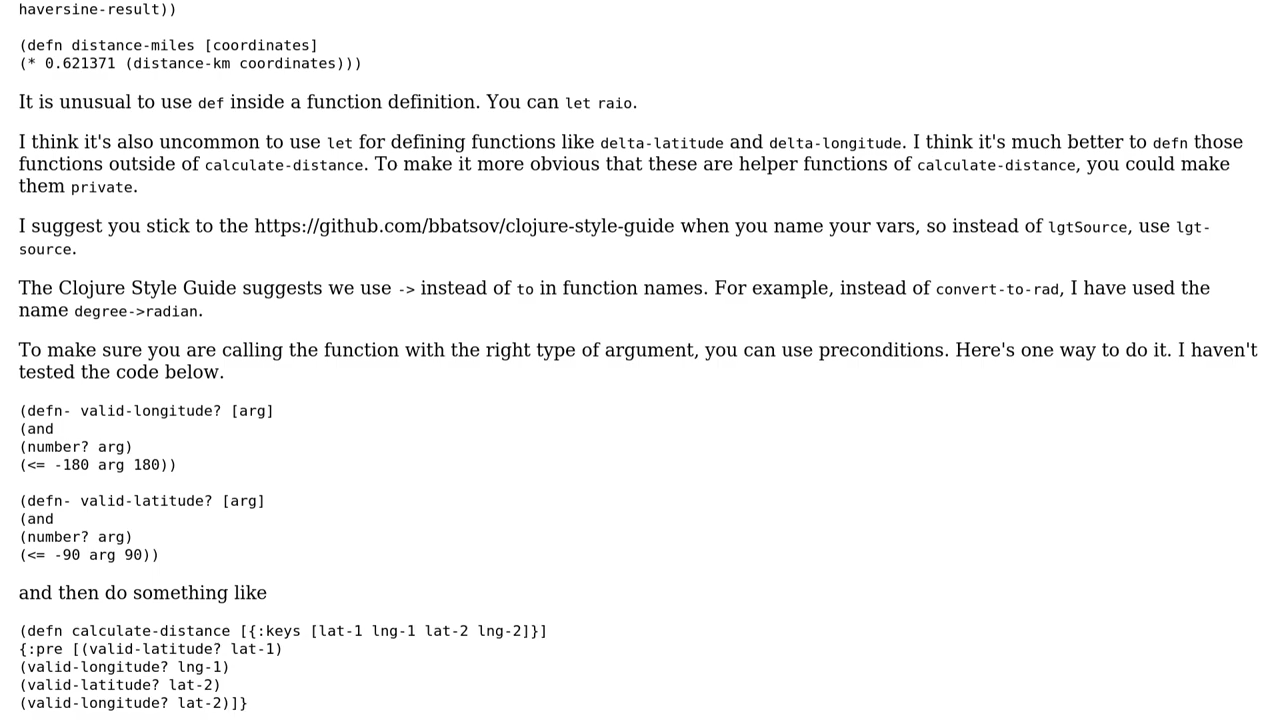 haversine-result))
(defn distance-miles [coordinates]
(* 0.621371 (distance-km coordinates)))
It is unusual to use def inside a function definition. You can let raio.
I think it's also uncommon to use let for defining functions like delta-latitude and delta-longitude. I think it's much better to defn those
functions outside of calculate-distance. To make it more obvious that these are helper functions of calculate-distance, you could make
them private.
I suggest you stick to the https://github.com/bbatsov/clojure-style-guide when you name your vars, so instead of lgtSource, use lgt-
source.
The Clojure Style Guide suggests we use -> instead of to in function names. For example, instead of convert-to-rad, I have used the
name degree->radian.
To make sure you are calling the function with the right type of argument, you can use preconditions. Here's one way to do it. I haven't
tested the code below.
(defn- valid-longitude? [arg]
(and
(number? arg)
(<= -180 arg 180))
(defn- valid-latitude? [arg]
(and
(number? arg)
(<= -90 arg 90))
and then do something like
(defn calculate-distance [{:keys [lat-1 lng-1 lat-2 lng-2]}]
{:pre [(valid-latitude? lat-1)
(valid-longitude? lng-1)
(valid-latitude? lat-2)
(valid-longitude? lat-2)]}